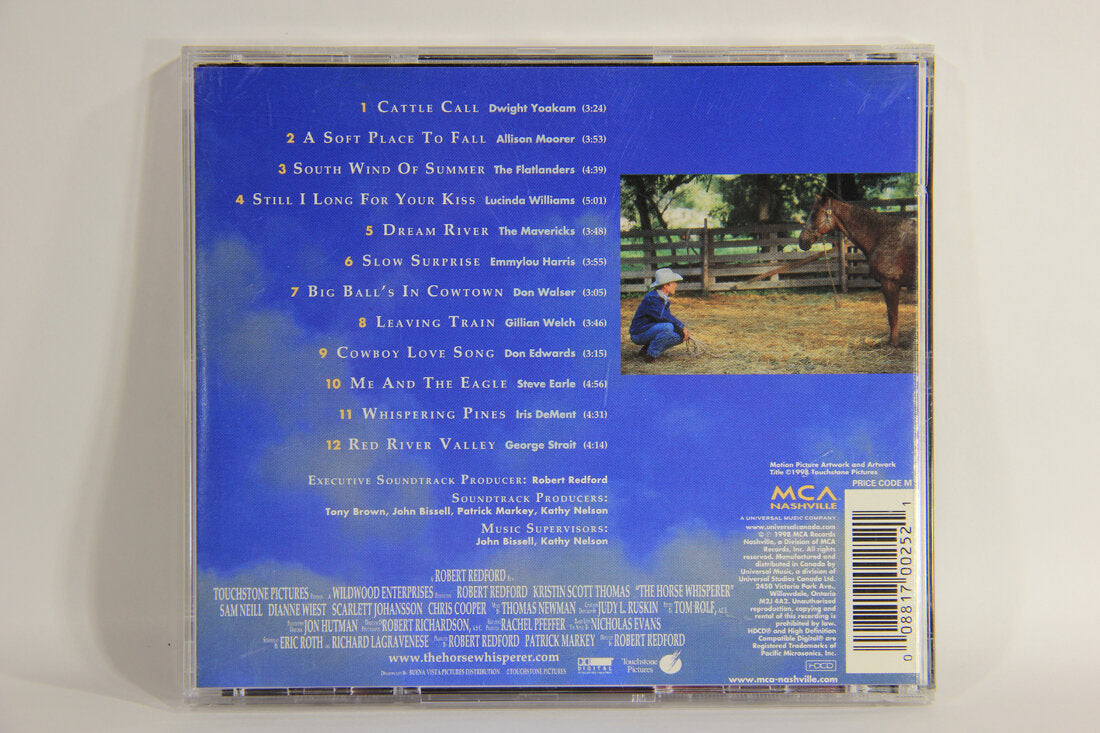 1 CATTLE CALL Dwight Yoakam (3:24)
2 A SOFT PLACE TO FALL Allison Moorer (3:53)
3 SOUTH WIND OF SUMMER The Flatlanders (4:39)
4 STILL I LONG FOR YOUR KISS Lucinda Williams (5:01)
5 DREAM RIVER The Mavericks (3:48)
6 SLOW SURPRISE Emmylou Harris (3:55)
7 BIG BALL'S IN COWTOWN Don Walser (3:05)
8 LEAVING TRAIN Gillian Welch (3:46)
9 COWBOY LOVE SONG Don Edwards (3:15)
10 ME AND THE EAGLE Steve Earle (4:56)
11 WHISPERING PINES Iris DeMent (4:31)
12 RED RIVER VALLEY George Strait (4:14)
EXECUTIVE SOUNDTRACK PRODUCER: Robert Redford
SOUNDTRACK PRODUCERS:
Tony Brown, John Bissell, Patrick Markey, Kathy Nelson
MUSIC SUPERVISORS:
John Bissell, Kathy Nelson
ROBERT REDFORD
TOUCHSTONE PICTURES WILDWOOD ENTERPRISES ROBERT REDFORD KRISTIN SCOTT THOMAS "THE HORSE WHISPERER"
SAM NEILL DIANNE WIEST SCARLETT JOHANSSON CHRIS COOPER THOMAS NEWMAN JUDY L. RUSKIN TOM ROLF, A.C.E.
JON HUTMAN ROBERT RICHARDSON, A.S.C. RACHEL PFEFFER NICHOLAS EVANS
ERIC ROTH RICHARD LAGRAVENESE ROBERT REDFORD PATRICK MARKEY ROBERT REDFORD
www.thehorsewhisperer.com
DISTRIBUTED BY BUENA VISTA PICTURES DISTRIBUTION ©TOUCHSTONE PICTURES
DOLBY DIGITAL
Touchstone
Pictures
Motion Picture Artwork and Artwork
Title ©1998 Touchstone Pictures
PRICE CODE M
MCA
NASHVILLE
A UNIVERSAL MUSIC COMPANY
www.universalcanada.com
© ℗ 1998 MCA Records
Nashville, a Division of MCA
Records, Inc. All rights
reserved. Manufactured and
distributed in Canada by
Universal Music, a division of
Universal Studios Canada Ltd.
2450 Victoria Park Ave.,
Willowdale, Ontario
M2J 4A2. Unauthorised
reproduction, copying and
rental of this recording is
prohibited by law.
HDCD® and High Definition
Compatible Digital® are
Registered Trademarks of
Pacific Microsonics, Inc.
HDCD
www.mca-nashville.com
0 08817 00252 1